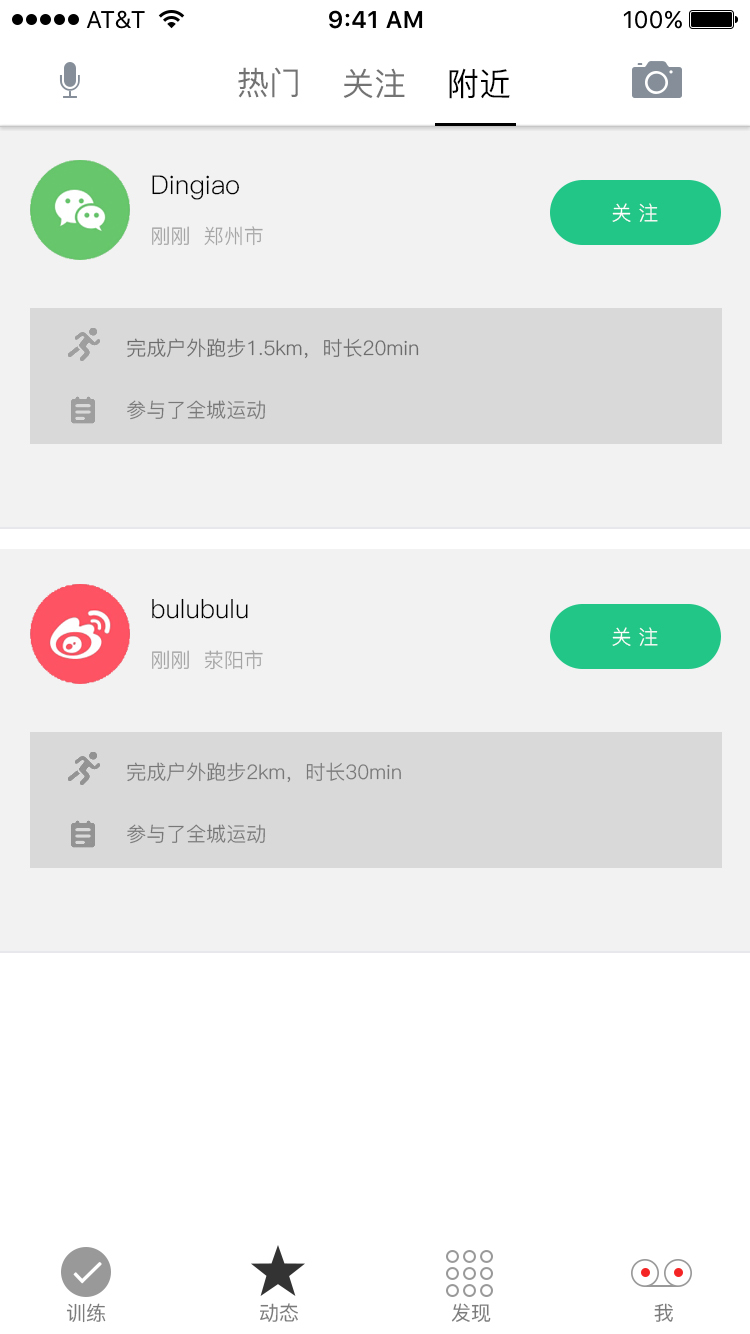 AT&T 9:41 AM 100%
热门 关注 附近
Dingiao
刚刚 郑州市
关 注
完成户外跑步1.5km，时长20min
参与了全城运动
bulubulu
刚刚 荥阳市
关 注
完成户外跑步2km，时长30min
参与了全城运动
训练 动态 发现 我